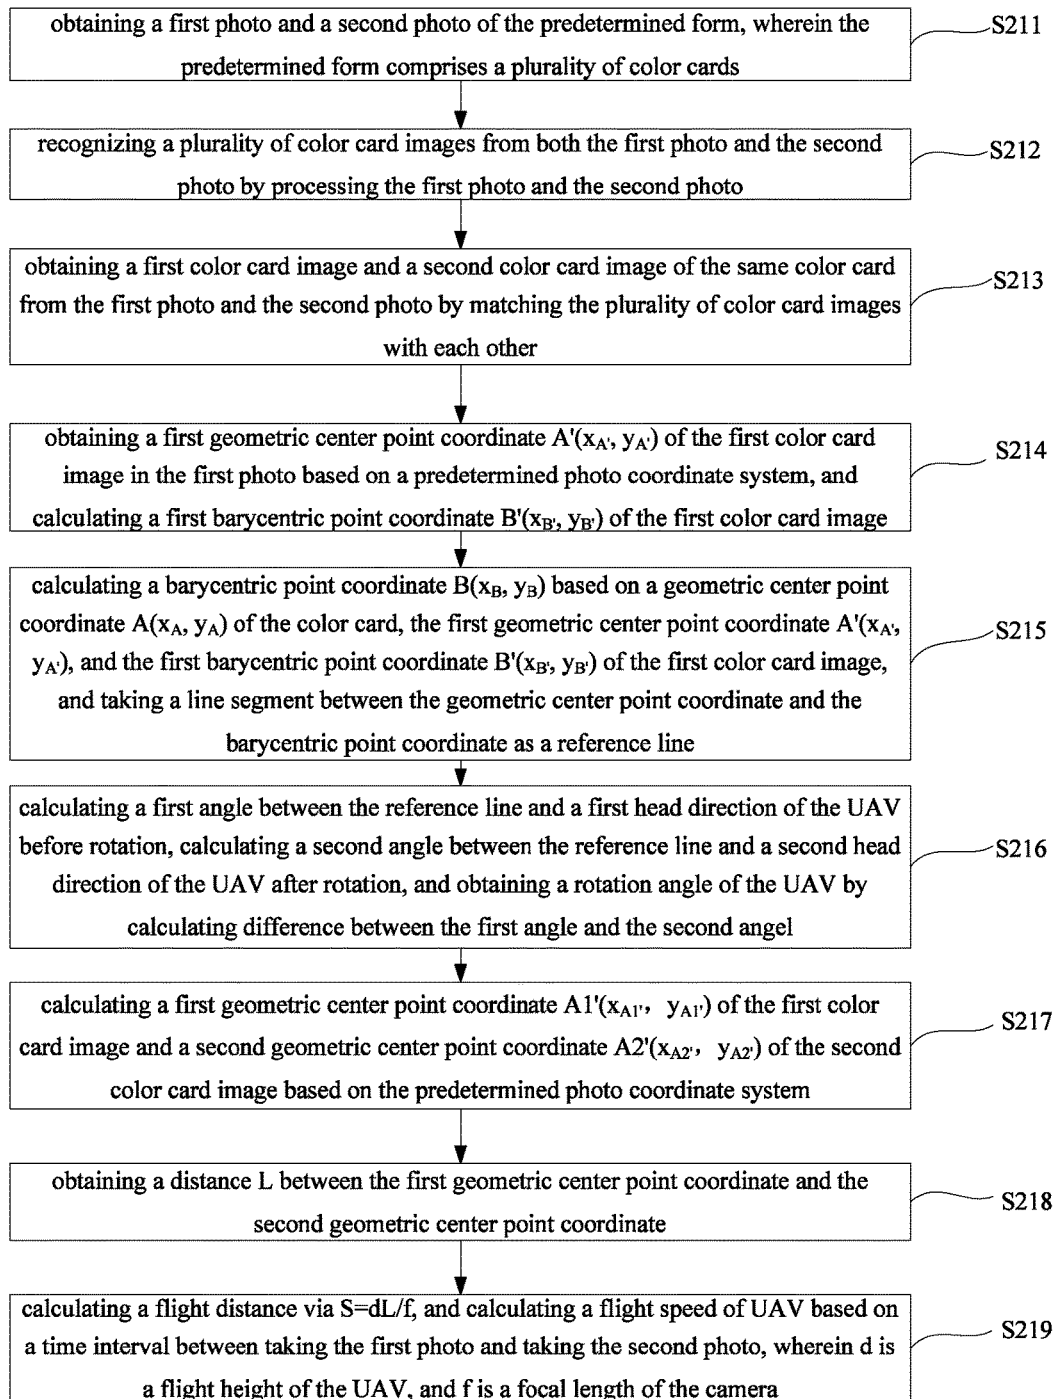 obtaining a first photo and a second photo of the predetermined form, wherein the
predetermined form comprises a plurality of color cards
S211
recognizing a plurality of color card images from both the first photo and the second
photo by processing the first photo and the second photo
S212
obtaining a first color card image and a second color card image of the same color card
from the first photo and the second photo by matching the plurality of color card images
with each other
S213
obtaining a first geometric center point coordinate A'(xA', yA') of the first color card
image in the first photo based on a predetermined photo coordinate system, and
calculating a first barycentric point coordinate B'(xB', yB') of the first color card image
S214
calculating a barycentric point coordinate B(xB, yB) based on a geometric center point
coordinate A(xA, yA) of the color card, the first geometric center point coordinate A'(xA',
yA'), and the first barycentric point coordinate B'(xB', yB') of the first color card image,
and taking a line segment between the geometric center point coordinate and the
barycentric point coordinate as a reference line
S215
calculating a first angle between the reference line and a first head direction of the UAV
before rotation, calculating a second angle between the reference line and a second head
direction of the UAV after rotation, and obtaining a rotation angle of the UAV by
calculating difference between the first angle and the second angel
S216
calculating a first geometric center point coordinate A1'(xA1', yA1') of the first color
card image and a second geometric center point coordinate A2'(xA2', yA2') of the second
color card image based on the predetermined photo coordinate system
S217
obtaining a distance L between the first geometric center point coordinate and the
second geometric center point coordinate
S218
calculating a flight distance via S=dL/f, and calculating a flight speed of UAV based on
a time interval between taking the first photo and taking the second photo, wherein d is
a flight height of the UAV, and f is a focal length of the camera
S219